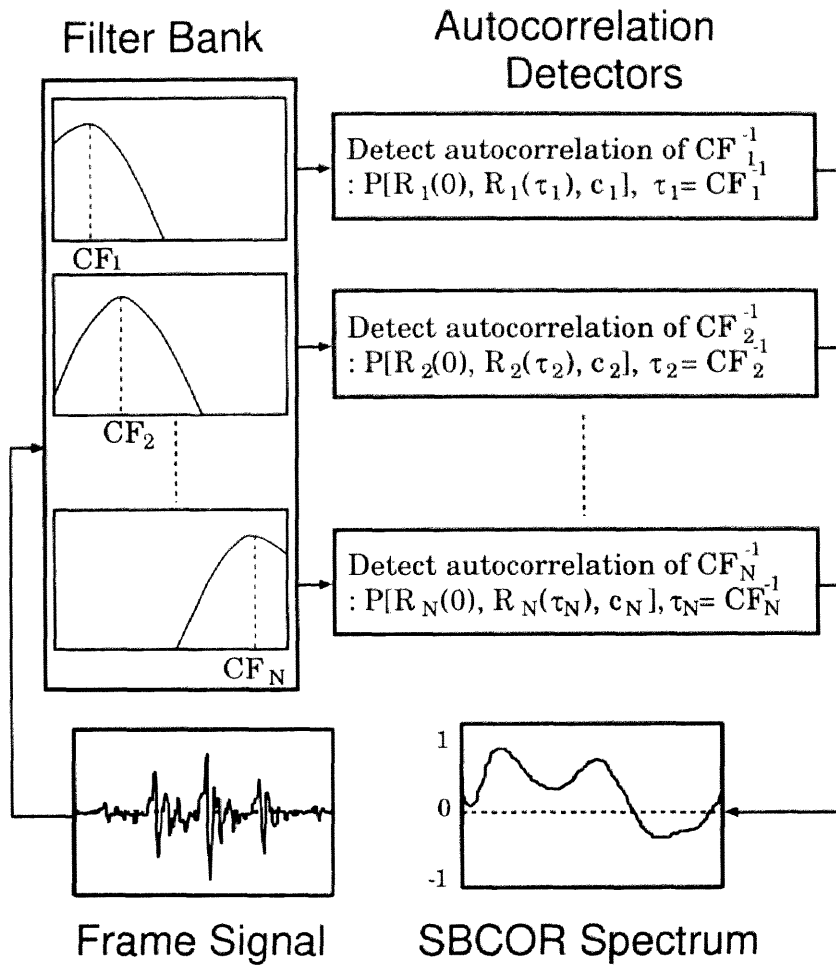 Filter Bank
Autocorrelation
Detectors
CF₁
Detect autocorrelation of CF₁⁻¹
: P[R₁(0), R₁(τ₁), c₁], τ₁= CF₁⁻¹
CF₂
Detect autocorrelation of CF₂⁻¹
: P[R₂(0), R₂(τ₂), c₂], τ₂= CF₂⁻¹
CF_N
Detect autocorrelation of CF_N⁻¹
: P[R_N(0), R_N(τ_N), c_N], τ_N= CF_N⁻¹
1
0
-1
Frame Signal
SBCOR Spectrum